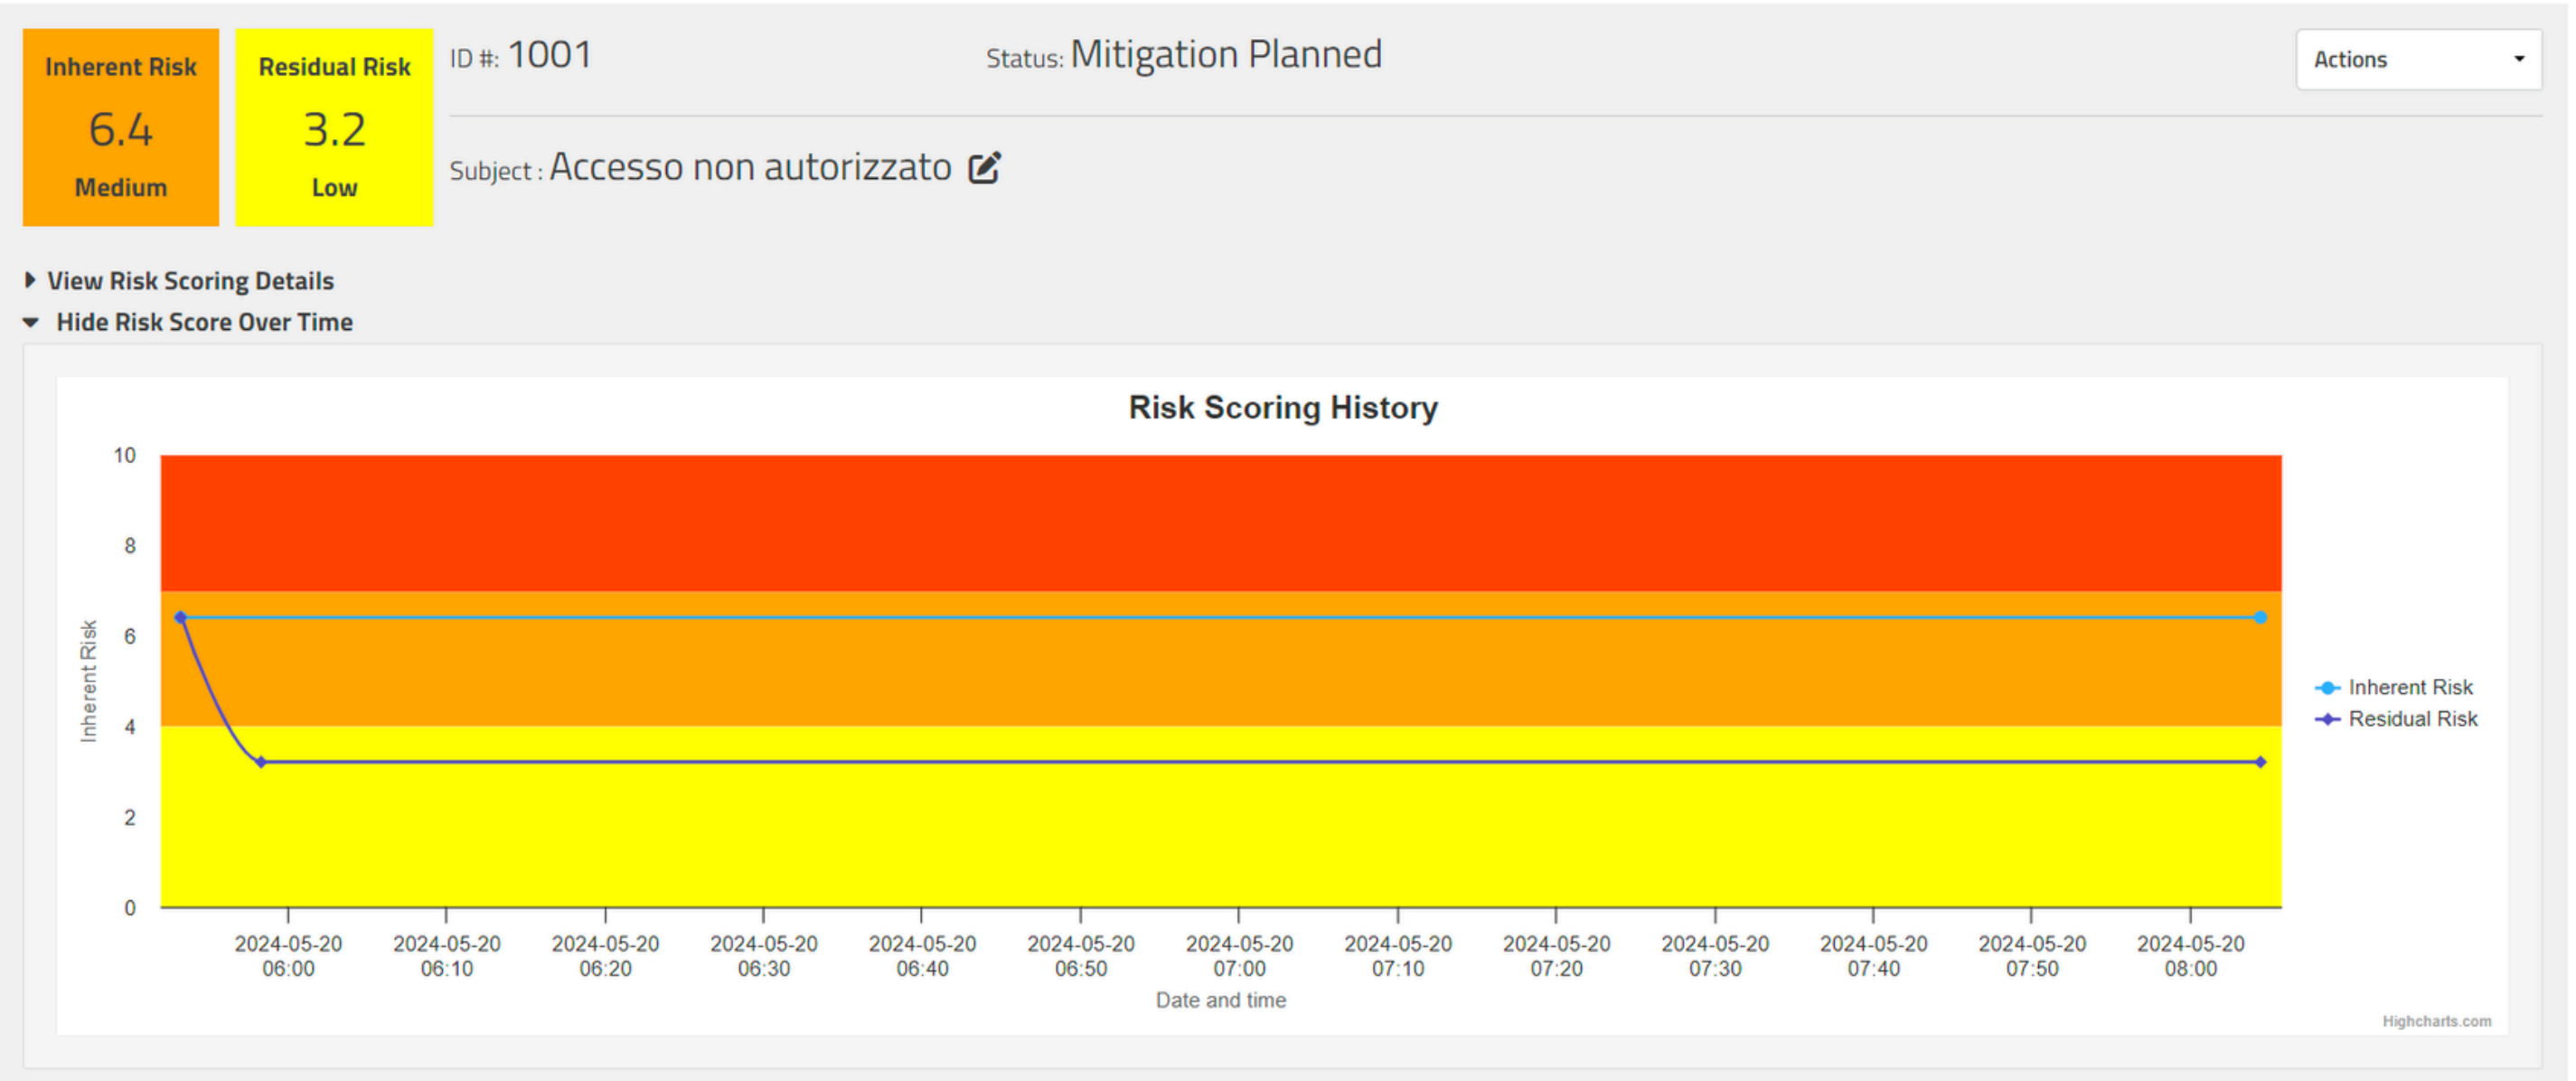 Inherent Risk
6.4
Medium
Residual Risk
3.2
Low
ID #: 1001
Status: Mitigation Planned
Actions
Subject : Accesso non autorizzato
View Risk Scoring Details
Hide Risk Score Over Time
Risk Scoring History
10
8
6
4
2
0
Inherent Risk
2024-05-20 06:00
2024-05-20 06:10
2024-05-20 06:20
2024-05-20 06:30
2024-05-20 06:40
2024-05-20 06:50
2024-05-20 07:00
2024-05-20 07:10
2024-05-20 07:20
2024-05-20 07:30
2024-05-20 07:40
2024-05-20 07:50
2024-05-20 08:00
Date and time
Inherent Risk
Residual Risk
Highcharts.com